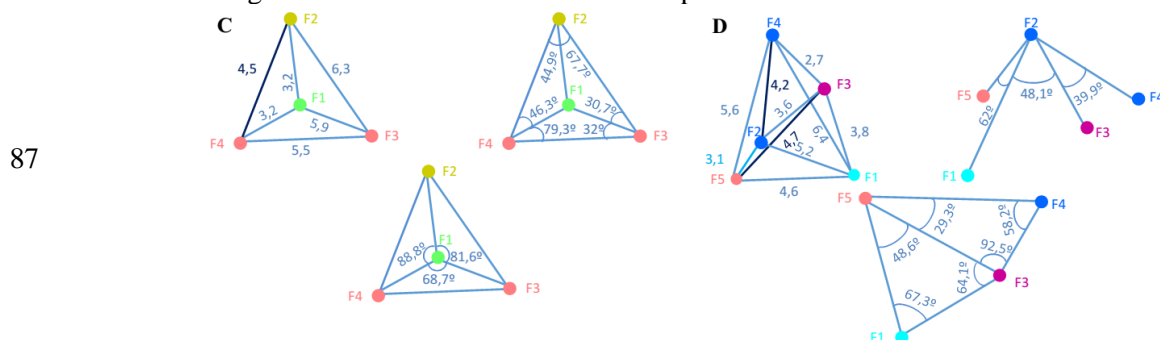 C
F2
4,5
3,2
6,3
F1
3,2
5,9
F4
5,5
F3
F2
44,9º
67,7º
F1
46,3º
30,7º
79,3º
32º
F4
F3
F2
F1
88,8º
81,6º
68,7º
F4
F3
87
D
F4
2,7
4,2
F3
5,6
3,6
F2
4,7
6,4
3,8
5,2
3,1
F5
F1
4,6
F2
F5
48,1º
39,9º
F4
62º
F3
F1
F5
F4
29,3º
58,2º
48,6º
92,5º
64,1º
F3
67,3º
F1